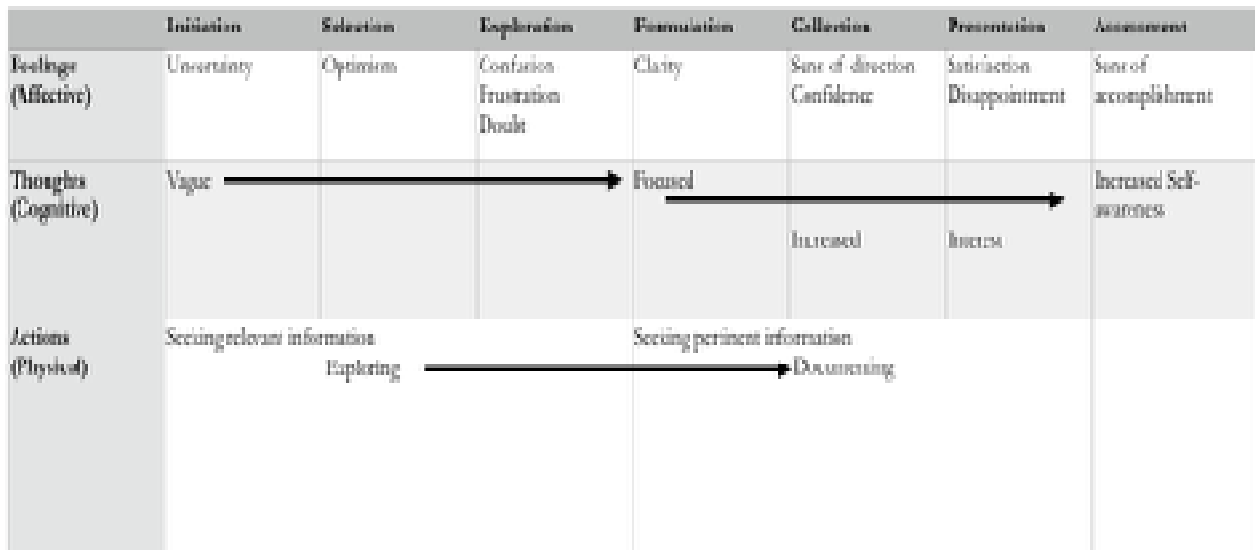 Initiation Selection Exploration Formulation Collection Presentation Assessment
Feelings Uncertainty Optimism Confusion Clarity Sense of direction Satisfaction Sense of
(Affective) Frustration Confidence Disappointment accomplishment
Doubt
Thoughts Vague Focused Increased Self-
(Cognitive) awareness
Increased Interest
Actions Seeking relevant information Seeking pertinent information
(Physical) Exploring Documenting